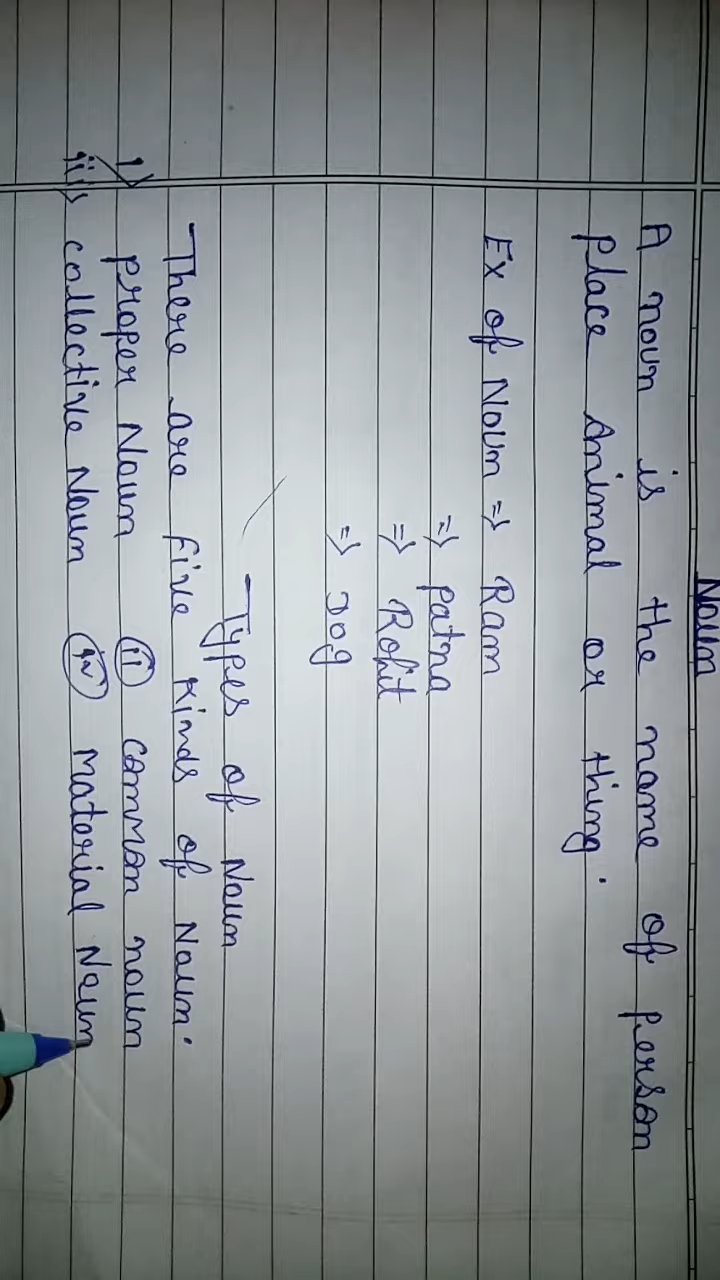 Noun
A noun is the name of person
place Animal or thing.
Ex of Noun ⇒ Ram
⇒ patna
⇒ Rohit
⇒ Dog
Types of Noun
There are five kinds of Noun.
i) proper Noun (ii) common noun
iii) collective Noun (iv) material Noun